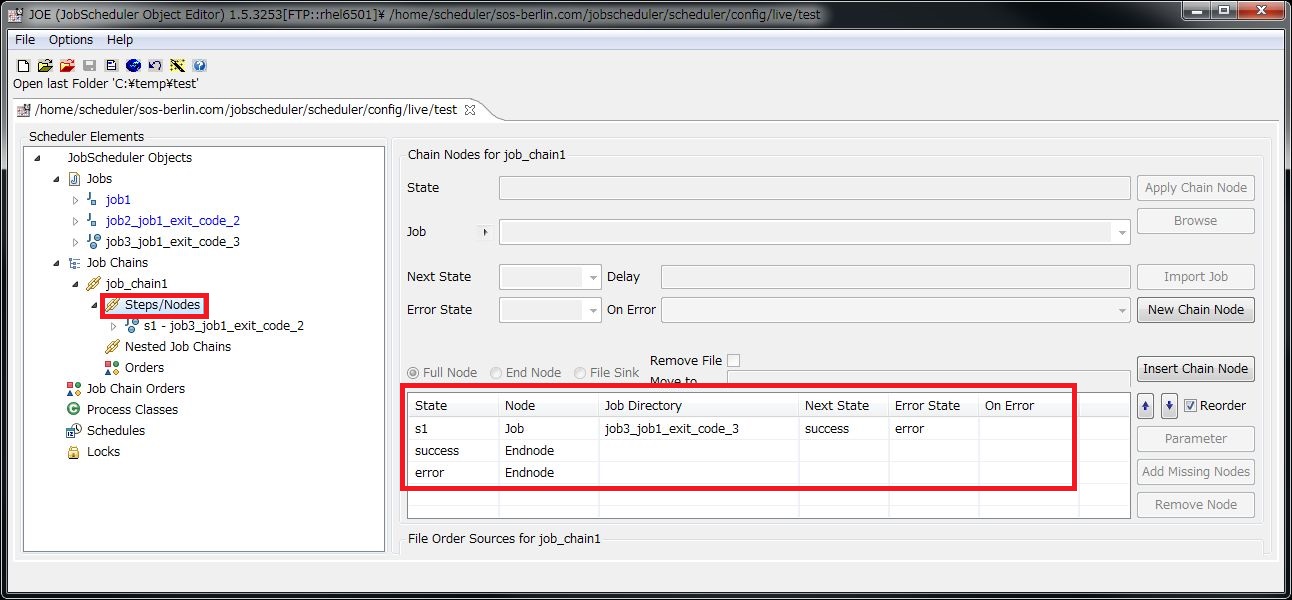 JOE (JobScheduler Object Editor) 1.5.3253[FTP::rhel6501]¥ /home/scheduler/sos-berlin.com/jobscheduler/scheduler/config/live/test
File Options Help
Open last Folder 'C:¥temp¥test'
/home/scheduler/sos-berlin.com/jobscheduler/scheduler/config/live/test
Scheduler Elements
JobScheduler Objects
Jobs
job1
job2_job1_exit_code_2
job3_job1_exit_code_3
Job Chains
job_chain1
Steps/Nodes
s1 - job3_job1_exit_code_2
Nested Job Chains
Orders
Job Chain Orders
Process Classes
Schedules
Locks
Chain Nodes for job_chain1
State Apply Chain Node
Browse
Job
Next State Delay Import Job
Error State On Error New Chain Node
Remove File
Full Node End Node File Sink Insert Chain Node
Move to
State Node Job Directory Next State Error State On Error Reorder
s1 Job job3_job1_exit_code_3 success error
Parameter
success Endnode
error Endnode Add Missing Nodes
Remove Node
File Order Sources for job_chain1